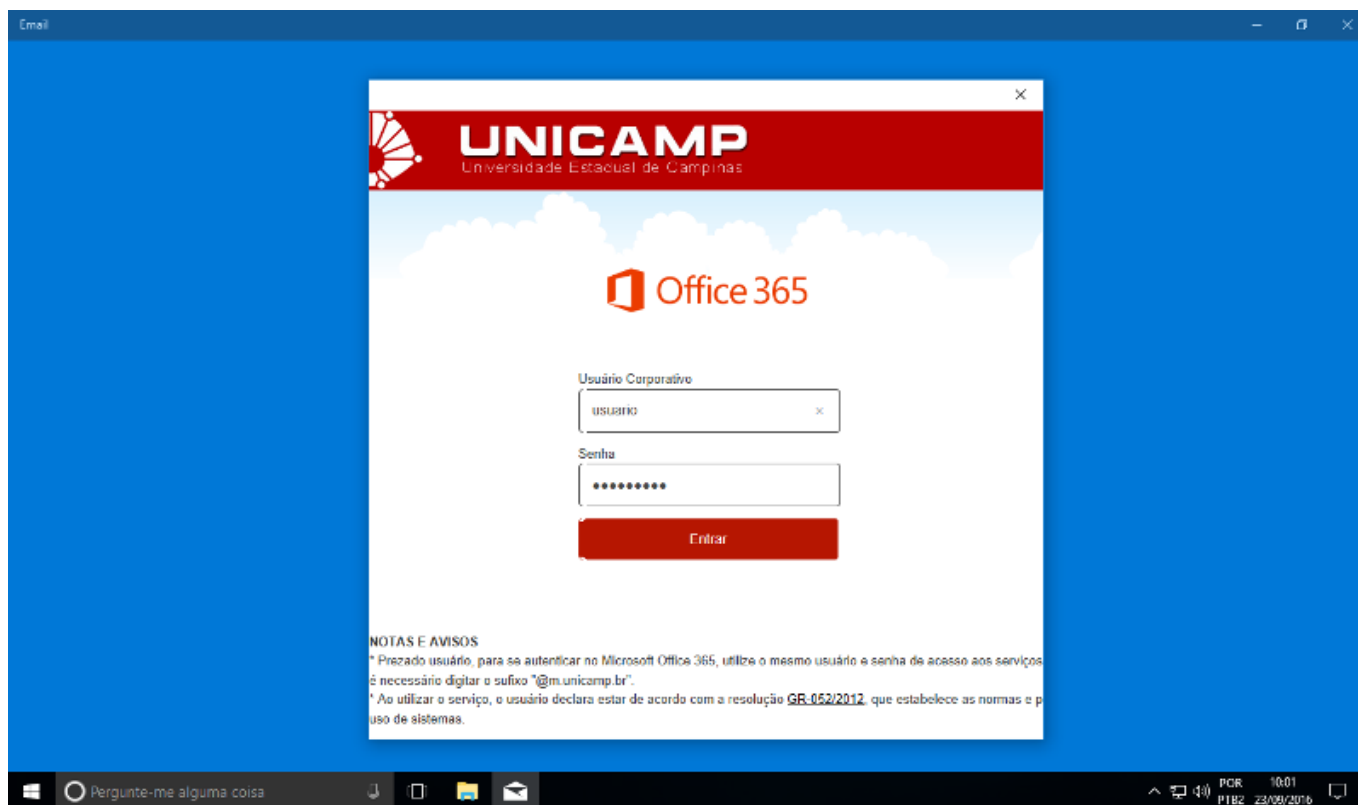 Email
UNICAMP
Universidade Estadual de Campinas
Office 365
Usuário Corporativo
usuario
Senha
Entrar
NOTAS E AVISOS
* Prezado usuário, para se autenticar no Microsoft Office 365, utilize o mesmo usuário e senha de acesso aos serviços
é necessário digitar o sufixo "@m.unicamp.br".
* Ao utilizar o serviço, o usuário declara estar de acordo com a resolução GR-052/2012, que estabelece as normas e p
uso de sistemas.
Pergunte-me alguma coisa
POR 10:01
PTB2 23/09/2016